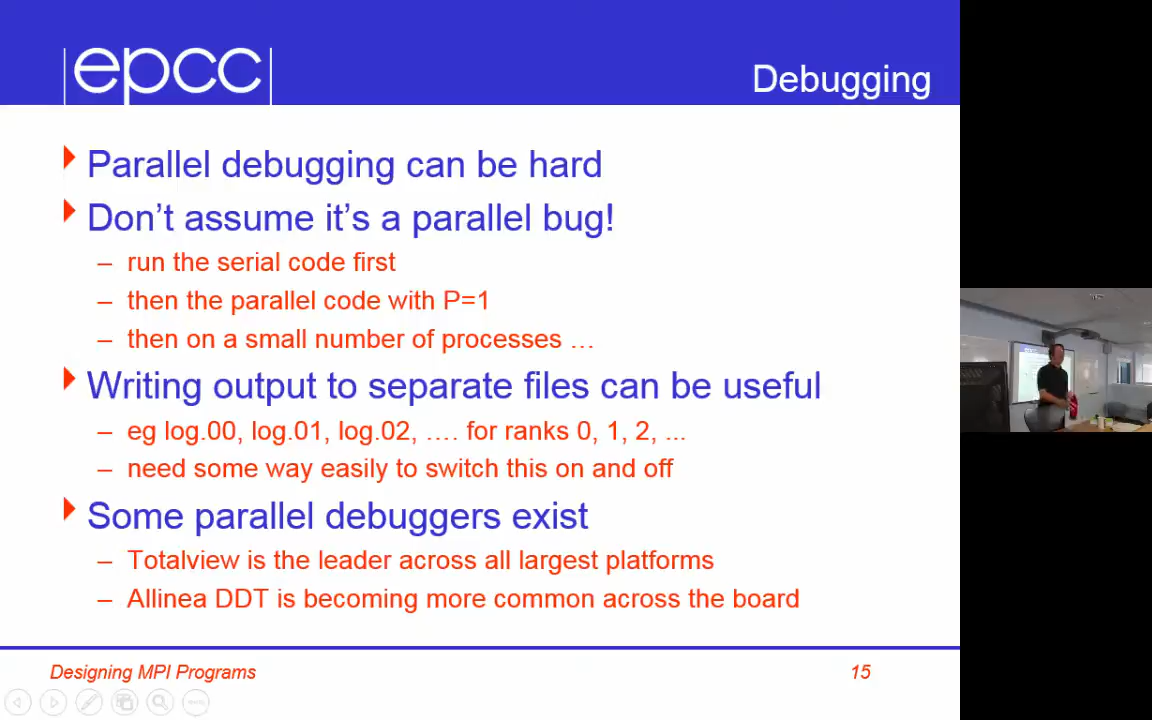 |epcc|
Debugging
Parallel debugging can be hard
Don't assume it's a parallel bug!
– run the serial code first
– then the parallel code with P=1
– then on a small number of processes …
Writing output to separate files can be useful
– eg log.00, log.01, log.02, …. for ranks 0, 1, 2, ...
– need some way easily to switch this on and off
Some parallel debuggers exist
– Totalview is the leader across all largest platforms
– Allinea DDT is becoming more common across the board
Designing MPI Programs
15